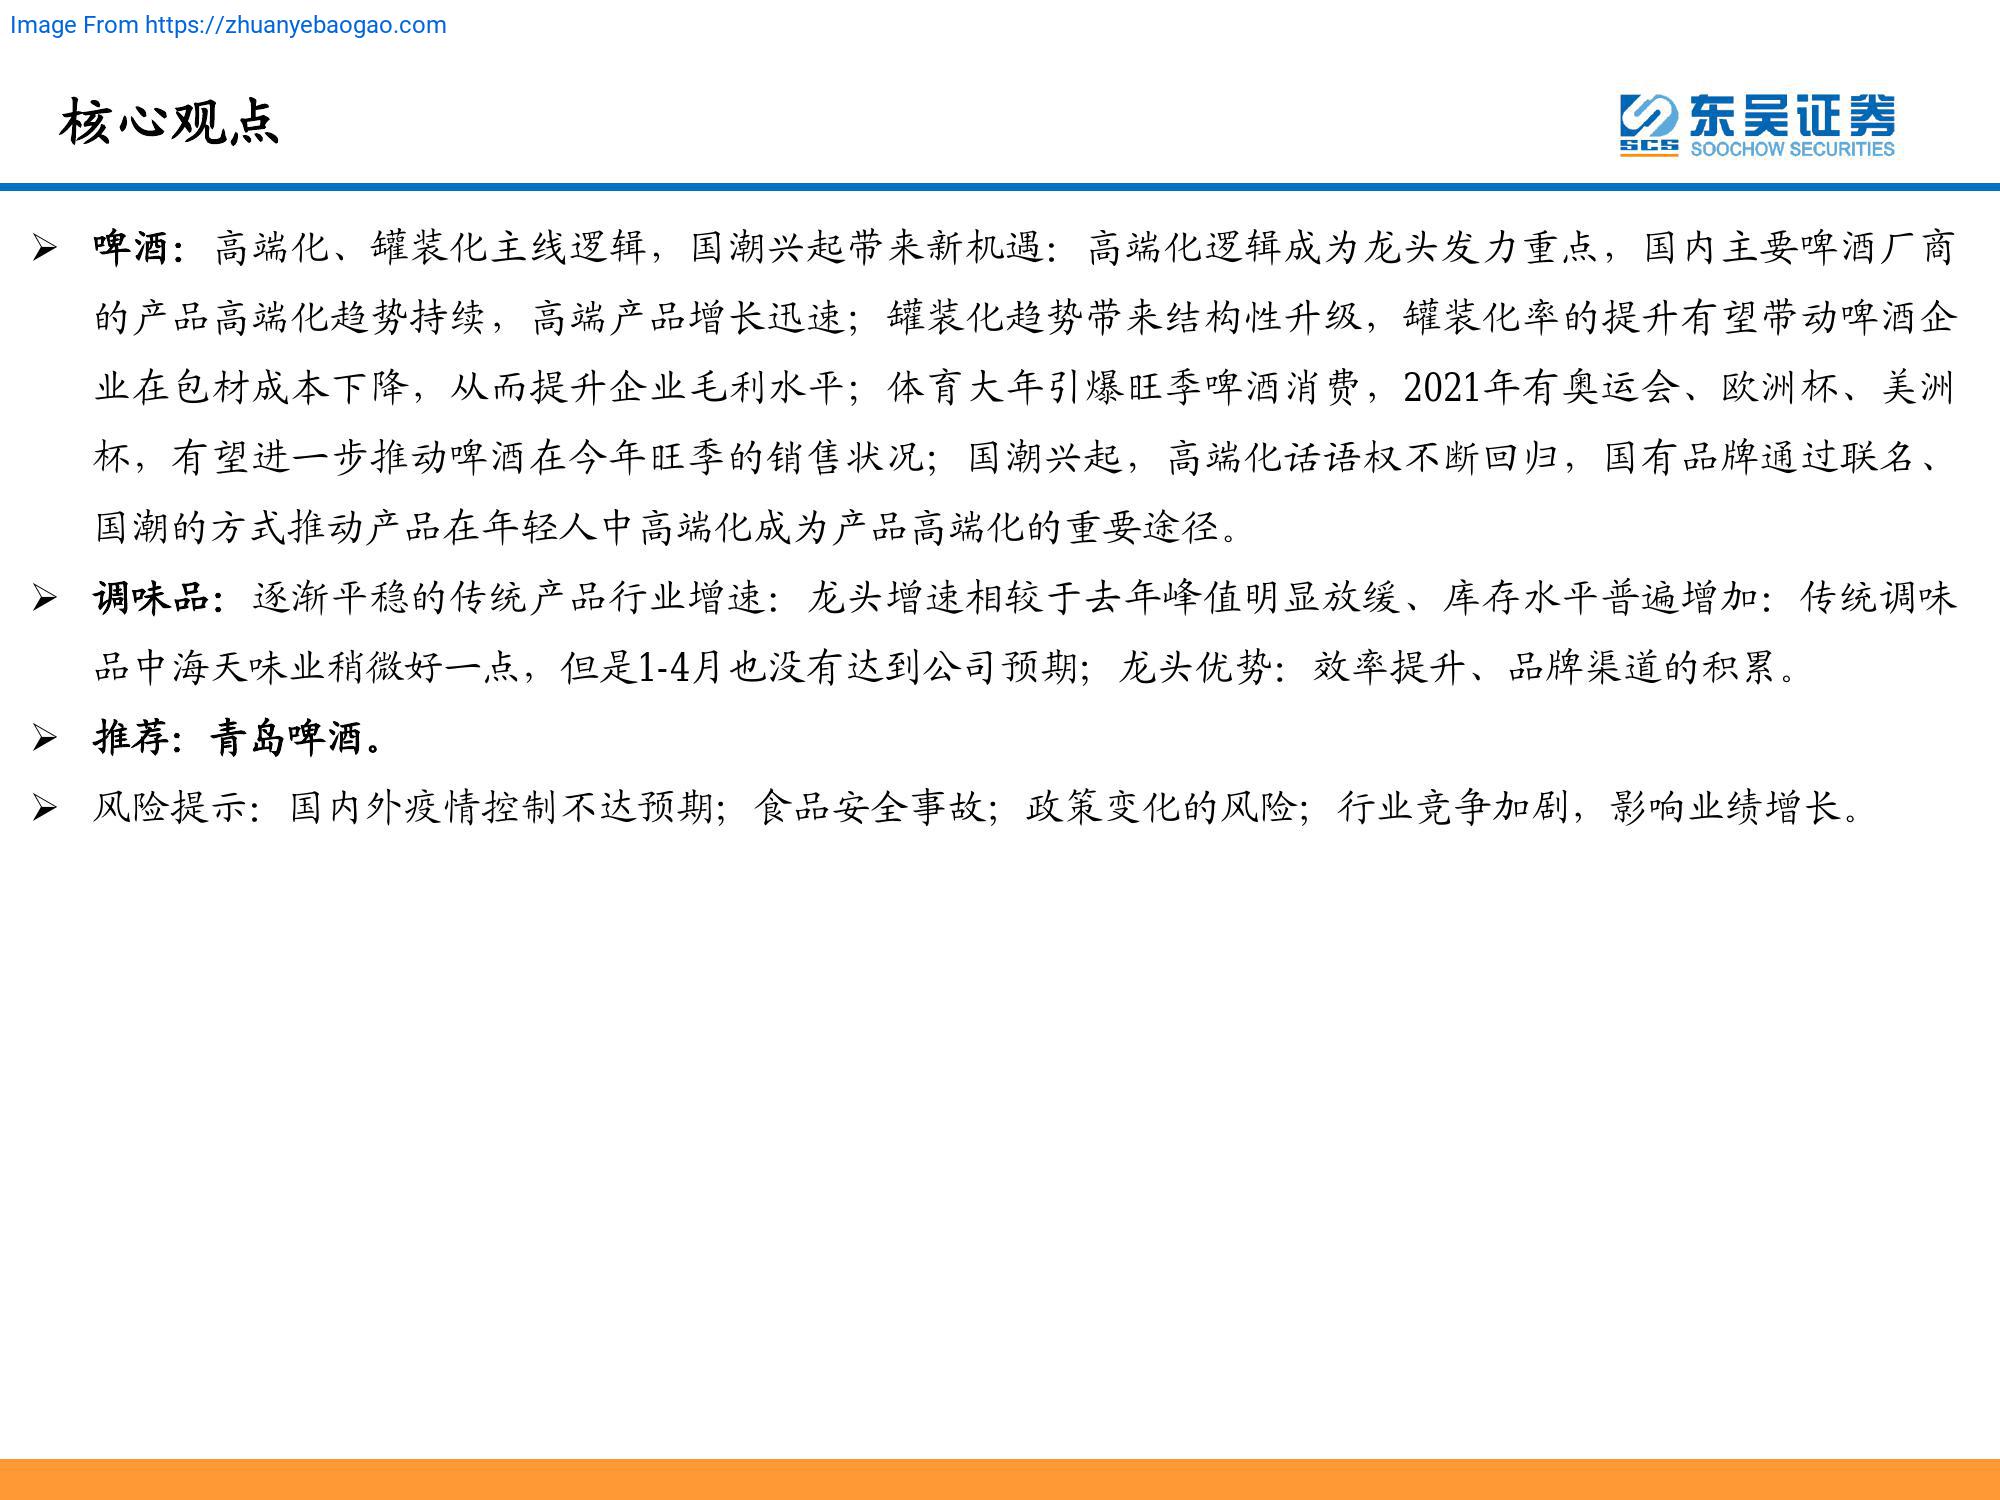 Image From https://zhuanyebaogao.com
核心观点
东吴证券
SCS
SOOCHOW SECURITIES
➢ 啤酒：高端化、罐装化主线逻辑，国潮兴起带来新机遇：高端化逻辑成为龙头发力重点，国内主要啤酒厂商
的产品高端化趋势持续，高端产品增长迅速；罐装化趋势带来结构性升级，罐装化率的提升有望带动啤酒企
业在包材成本下降，从而提升企业毛利水平；体育大年引爆旺季啤酒消费，2021年有奥运会、欧洲杯、美洲
杯，有望进一步推动啤酒在今年旺季的销售状况；国潮兴起，高端化话语权不断回归，国有品牌通过联名、
国潮的方式推动产品在年轻人中高端化成为产品高端化的重要途径。
➢ 调味品：逐渐平稳的传统产品行业增速：龙头增速相较于去年峰值明显放缓、库存水平普遍增加：传统调味
品中海天味业稍微好一点，但是1-4月也没有达到公司预期；龙头优势：效率提升、品牌渠道的积累。
➢ 推荐：青岛啤酒。
➢ 风险提示：国内外疫情控制不达预期；食品安全事故；政策变化的风险；行业竞争加剧，影响业绩增长。